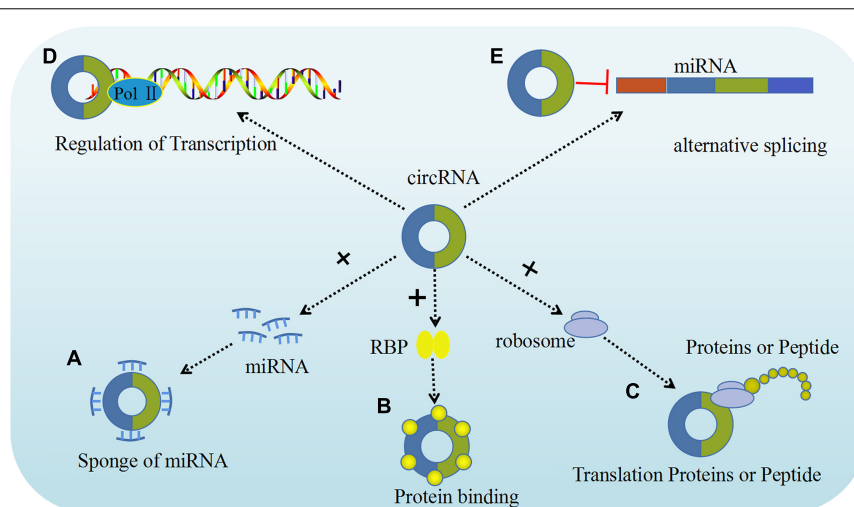 D
E
miRNA
Pol II
Regulation of Transcription
alternative splicing
circRNA
×
+
×
RBP
robosome
miRNA
Proteins or Peptide
A
B
C
Sponge of miRNA
Protein binding
Translation Proteins or Peptide